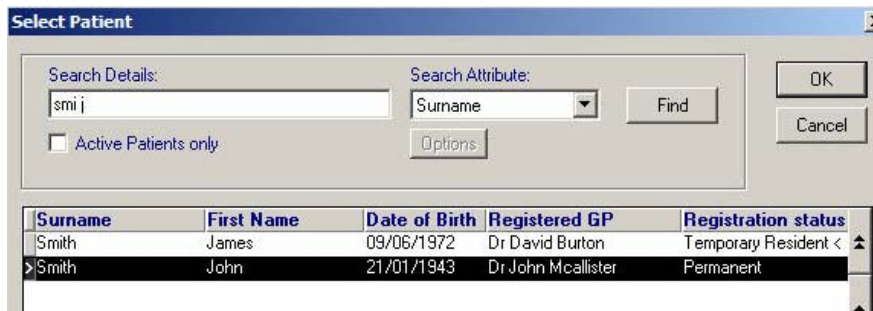 Select Patient
Search Details:
Search Attribute:
OK
smi j
Surname
Find
Cancel
Active Patients only
Options
Surname First Name Date of Birth Registered GP Registration status
Smith James 09/06/1972 Dr David Burton Temporary Resident <
>Smith John 21/01/1943 Dr John Mcallister Permanent